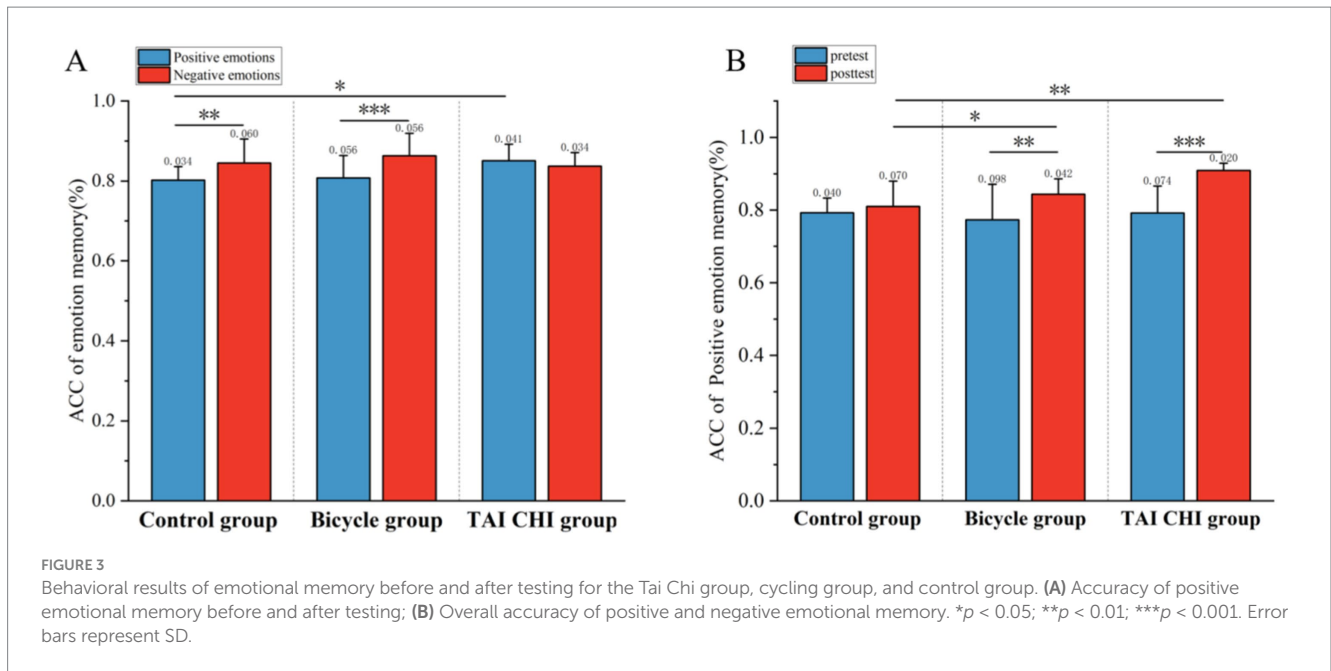 A
Positive emotions
Negative emotions
*
**
***
0.034
0.060
0.056
0.056
0.041
0.034
1.0
0.8
0.6
0.4
0.2
0.0
ACC of emotion memory(%)
Control group
Bicycle group
TAI CHI group
B
pretest
posttest
**
*
**
***
0.040
0.070
0.098
0.042
0.074
0.020
1.0
0.8
0.6
0.4
0.2
0.0
ACC of Positive emotion memory(%)
Control group
Bicycle group
TAI CHI group
FIGURE 3
Behavioral results of emotional memory before and after testing for the Tai Chi group, cycling group, and control group. (A) Accuracy of positive
emotional memory before and after testing; (B) Overall accuracy of positive and negative emotional memory. *p < 0.05; **p < 0.01; ***p < 0.001. Error
bars represent SD.